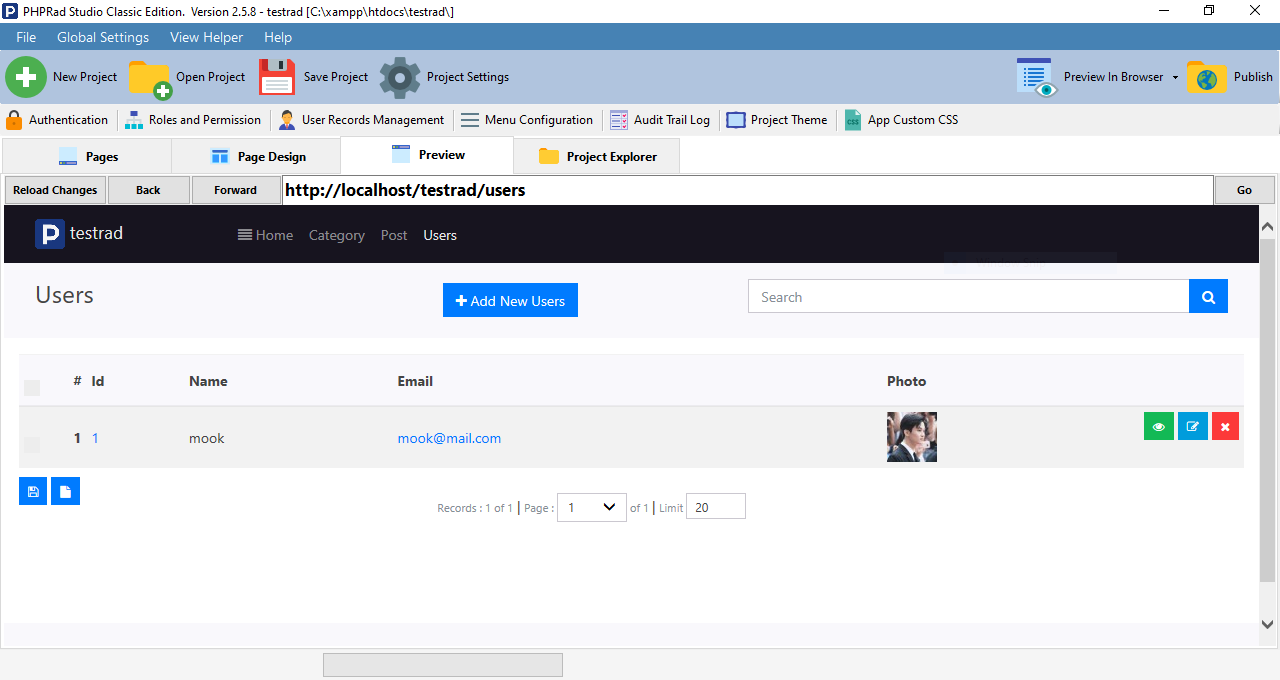 PHPRad Studio Classic Edition. Version 2.5.8 - testrad [C:\xampp\htdocs\testrad\]
File Global Settings View Helper Help
New Project Open Project Save Project Project Settings Preview In Browser Publish
Authentication Roles and Permission User Records Management Menu Configuration Audit Trail Log Project Theme App Custom CSS
Pages Page Design Preview Project Explorer
Reload Changes Back Forward http://localhost/testrad/users Go
P testrad Home Category Post Users
Users Add New Users Search
# Id Name Email Photo
1 1 mook mook@mail.com
Records : 1 of 1 | Page : 1 of 1 | Limit 20